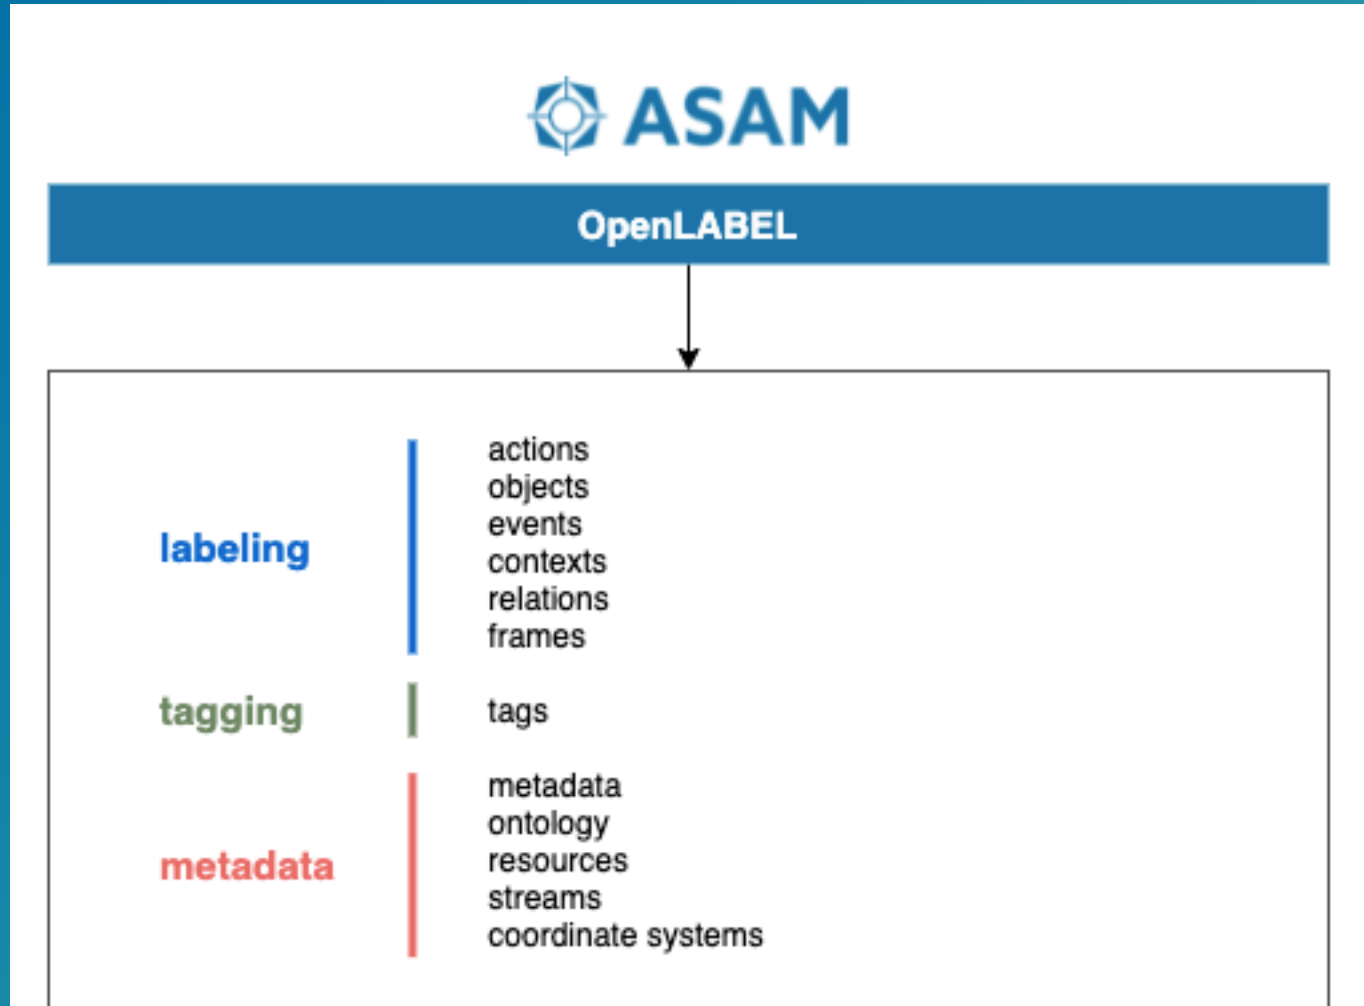 ASAM
OpenLABEL
labeling
actions
objects
events
contexts
relations
frames
tagging
tags
metadata
metadata
ontology
resources
streams
coordinate systems